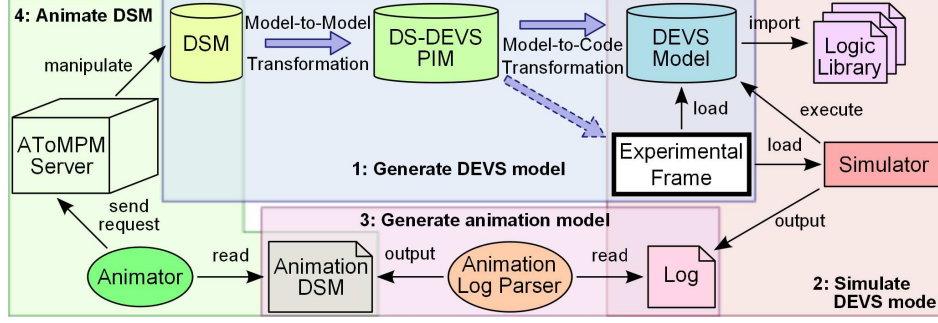 4: Animate DSM
DSM
Model-to-Model
Transformation
DS-DEVS
PIM
Model-to-Code
Transformation
DEVS
Model
import
Logic
Library
manipulate
AToMPM
Server
load
execute
1: Generate DEVS model
Experimental
Frame
load
Simulator
send
request
3: Generate animation model
output
Animator
read
Animation
DSM
output
Animation
Log Parser
read
Log
2: Simulate
DEVS mode